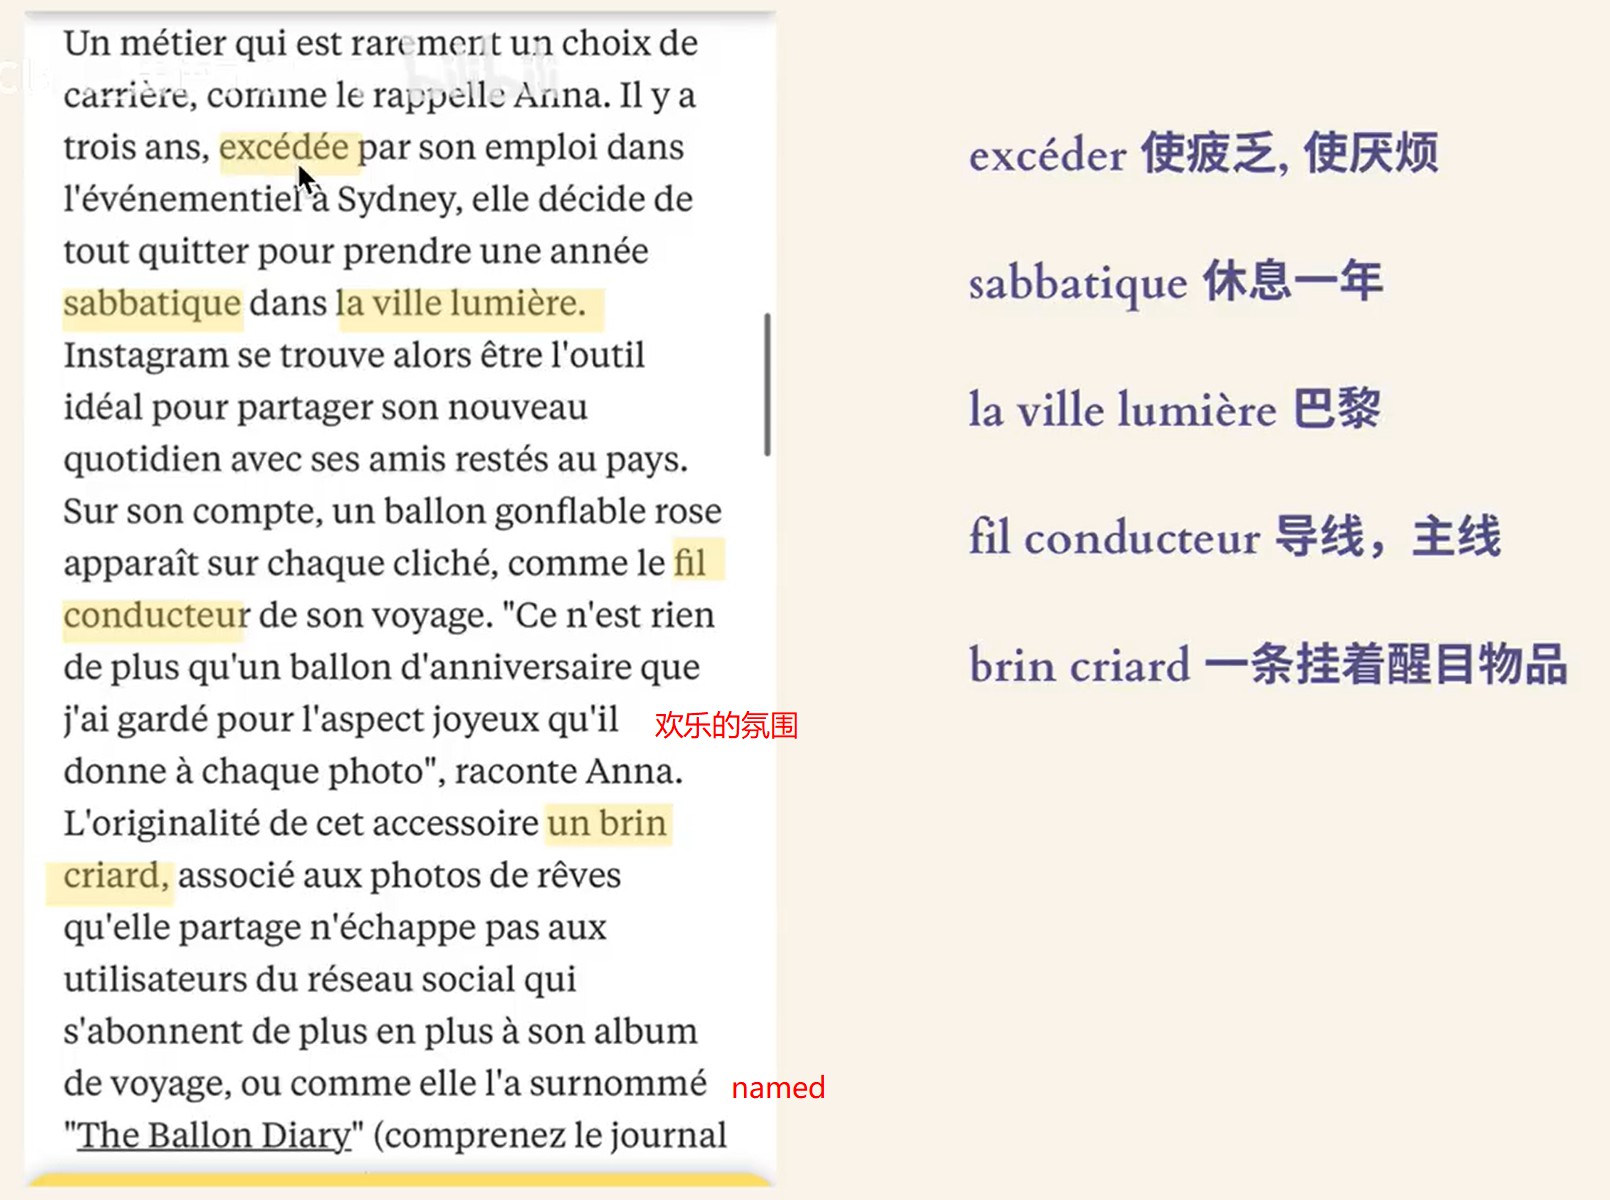 Un métier qui est rarement un choix de
carrière, comme le rappelle Anna. Il y a
trois ans, excédée par son emploi dans
l'événementiel à Sydney, elle décide de
tout quitter pour prendre une année
sabbatique dans la ville lumière.
Instagram se trouve alors être l'outil
idéal pour partager son nouveau
quotidien avec ses amis restés au pays.
Sur son compte, un ballon gonflable rose
apparaît sur chaque cliché, comme le fil
conducteur de son voyage. "Ce n'est rien
de plus qu'un ballon d'anniversaire que
j'ai gardé pour l'aspect joyeux qu'il
欢乐的氛围
donne à chaque photo", raconte Anna.
L'originalité de cet accessoire un brin
criard, associé aux photos de rêves
qu'elle partage n'échappe pas aux
utilisateurs du réseau social qui
s'abonnent de plus en plus à son album
de voyage, ou comme elle l'a surnommé
named
"The Ballon Diary" (comprenez le journal
excéder 使疲乏, 使厌烦
sabbatique 休息一年
la ville lumière 巴黎
fil conducteur 导线，主线
brin criard 一条挂着醒目物品
bilibili